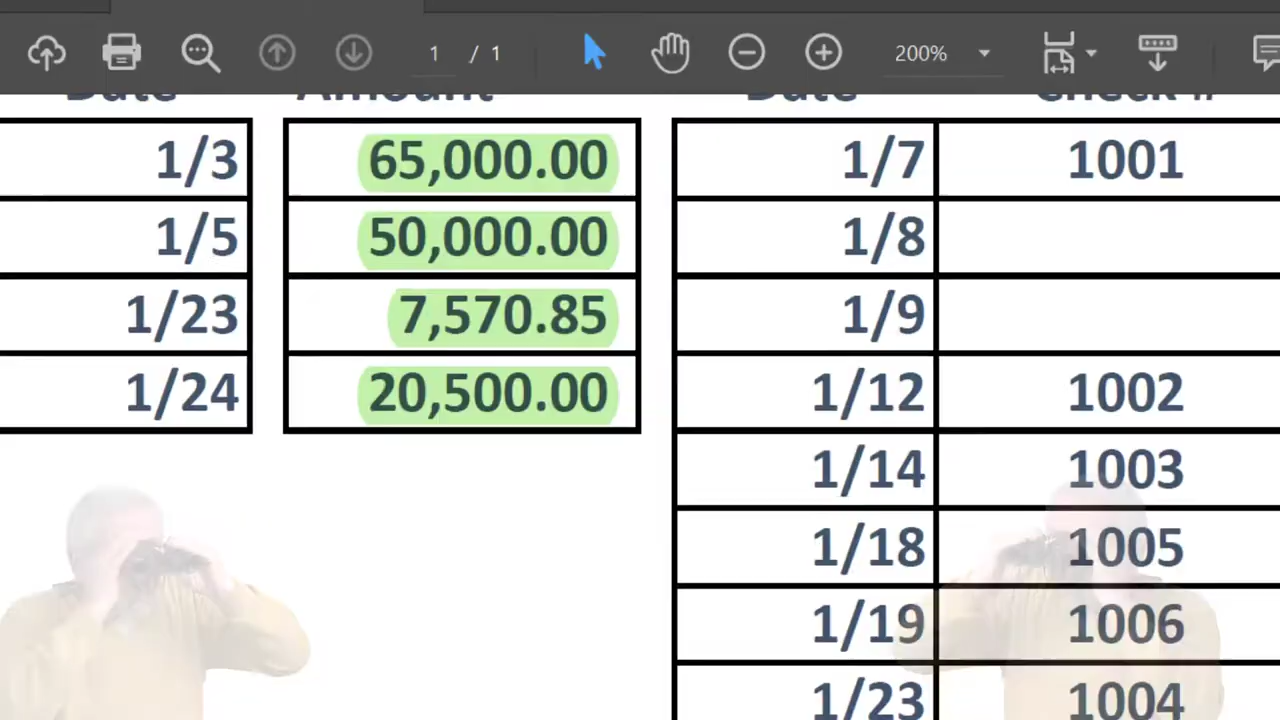 1 / 1 200%
Date Amount Date Check #
1/3 65,000.00 1/7 1001
1/5 50,000.00 1/8
1/23 7,570.85 1/9
1/24 20,500.00 1/12 1002
1/14 1003
1/18 1005
1/19 1006
1/23 1004